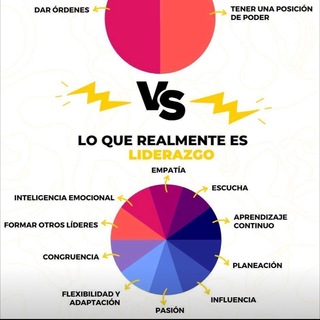 DAR ÓRDENES
TENER UNA POSICIÓN
DE PODER
VS
LO QUE REALMENTE ES
LIDERAZGO
EMPATÍA
ESCUCHA
INTELIGENCIA EMOCIONAL
APRENDIZAJE
CONTINUO
FORMAR OTROS LÍDERES
CONGRUENCIA
PLANEACIÓN
FLEXIBILIDAD Y
ADAPTACIÓN
INFLUENCIA
PASIÓN